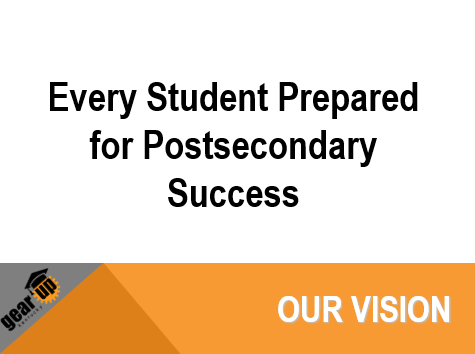 Every Student Prepared
for Postsecondary
Success
gear up
OUR VISION